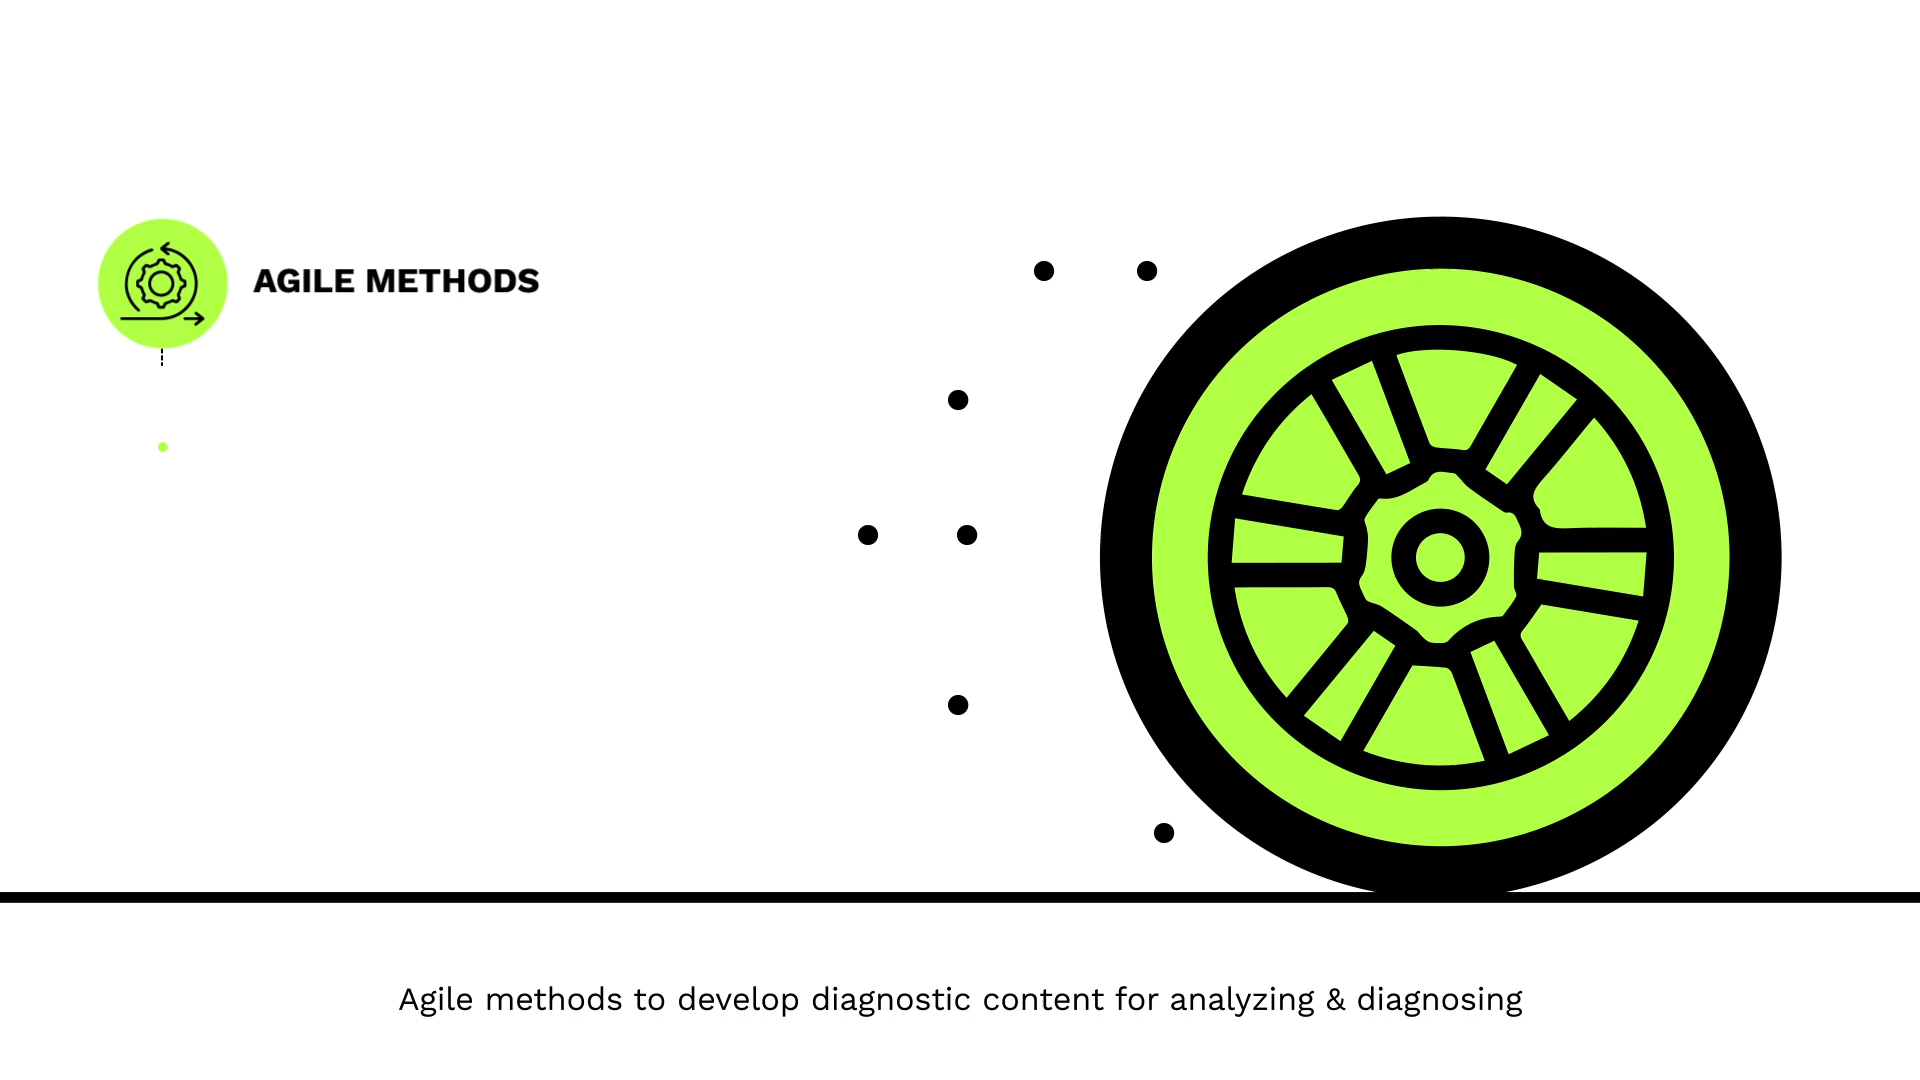 AGILE METHODS
Agile methods to develop diagnostic content for analyzing & diagnosing